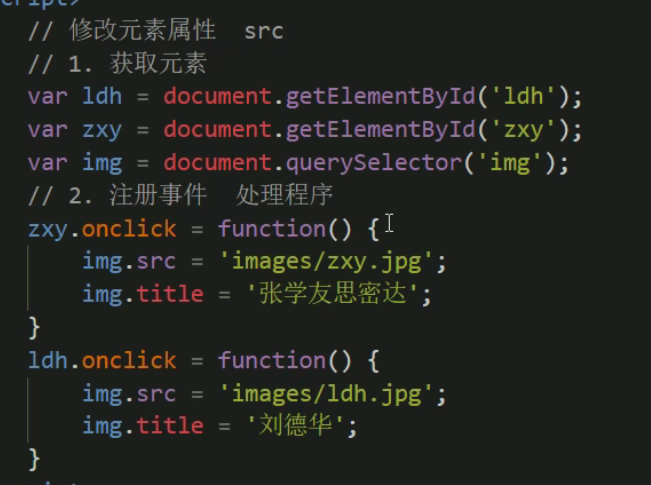 cript>
// 修改元素属性  src
// 1. 获取元素
var ldh = document.getElementById('ldh');
var zxy = document.getElementById('zxy');
var img = document.querySelector('img');
// 2. 注册事件  处理程序
zxy.onclick = function() {
    img.src = 'images/zxy.jpg';
    img.title = '张学友思密达';
}
ldh.onclick = function() {
    img.src = 'images/ldh.jpg';
    img.title = '刘德华';
}